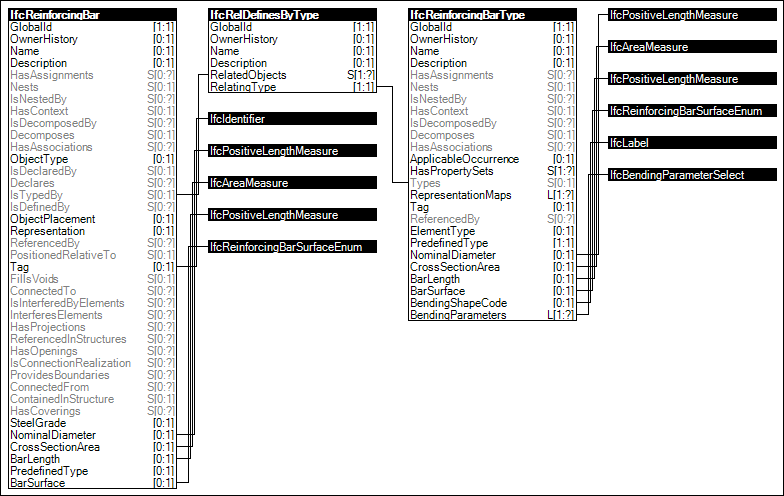 IfcReinforcingBar
GlobalId [1:1]
OwnerHistory [0:1]
Name [0:1]
Description [0:1]
HasAssignments S[0:?]
Nests S[0:1]
IsNestedBy S[0:?]
HasContext S[0:1]
IsDecomposedBy S[0:?]
Decomposes S[0:1]
HasAssociations S[0:?]
ObjectType [0:1]
IsDeclaredBy S[0:1]
Declares S[0:?]
IsTypedBy S[0:1]
IsDefinedBy S[0:?]
ObjectPlacement [0:1]
Representation [0:1]
ReferencedBy S[0:?]
PositionedRelativeTo S[0:1]
Tag [0:1]
FillsVoids S[0:1]
ConnectedTo S[0:?]
IsInterferedByElements S[0:?]
InterferesElements S[0:?]
HasProjections S[0:?]
ReferencedInStructures S[0:?]
HasOpenings S[0:?]
IsConnectionRealization S[0:?]
ProvidesBoundaries S[0:?]
ConnectedFrom S[0:?]
ContainedInStructure S[0:1]
HasCoverings S[0:?]
SteelGrade [0:1]
NominalDiameter [0:1]
CrossSectionArea [0:1]
BarLength [0:1]
PredefinedType [0:1]
BarSurface [0:1]
IfcRelDefinesByType
GlobalId [1:1]
OwnerHistory [0:1]
Name [0:1]
Description [0:1]
RelatedObjects S[1:?]
RelatingType [1:1]
IfcIdentifier
IfcPositiveLengthMeasure
IfcAreaMeasure
IfcPositiveLengthMeasure
IfcReinforcingBarSurfaceEnum
IfcReinforcingBarType
GlobalId [1:1]
OwnerHistory [0:1]
Name [0:1]
Description [0:1]
HasAssignments S[0:?]
Nests S[0:1]
IsNestedBy S[0:?]
HasContext S[0:1]
IsDecomposedBy S[0:?]
Decomposes S[0:1]
HasAssociations S[0:?]
ApplicableOccurrence [0:1]
HasPropertySets S[1:?]
Types S[0:1]
RepresentationMaps L[1:?]
Tag [0:1]
ReferencedBy S[0:?]
ElementType [0:1]
PredefinedType [1:1]
NominalDiameter [0:1]
CrossSectionArea [0:1]
BarLength [0:1]
BarSurface [0:1]
BendingShapeCode [0:1]
BendingParameters L[1:?]
IfcPositiveLengthMeasure
IfcAreaMeasure
IfcPositiveLengthMeasure
IfcReinforcingBarSurfaceEnum
IfcLabel
IfcBendingParameterSelect